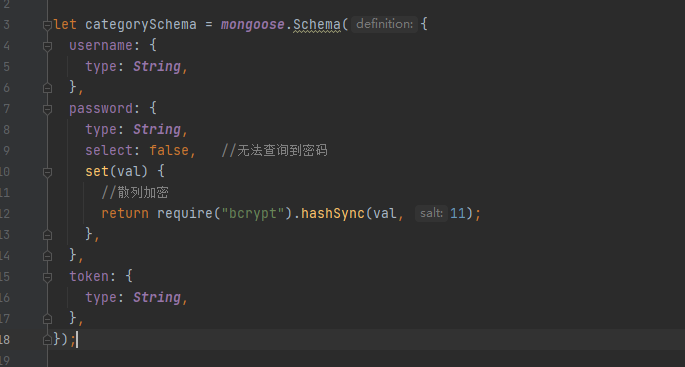 2
3 let categorySchema = mongoose.Schema( definition: {
4 username: {
5 type: String,
6 },
7 password: {
8 type: String,
9 select: false, //无法查询到密码
10 set(val) {
11 //散列加密
12 return require("bcrypt").hashSync(val, salt: 11);
13 },
14 },
15 token: {
16 type: String,
17 },
18 });
19